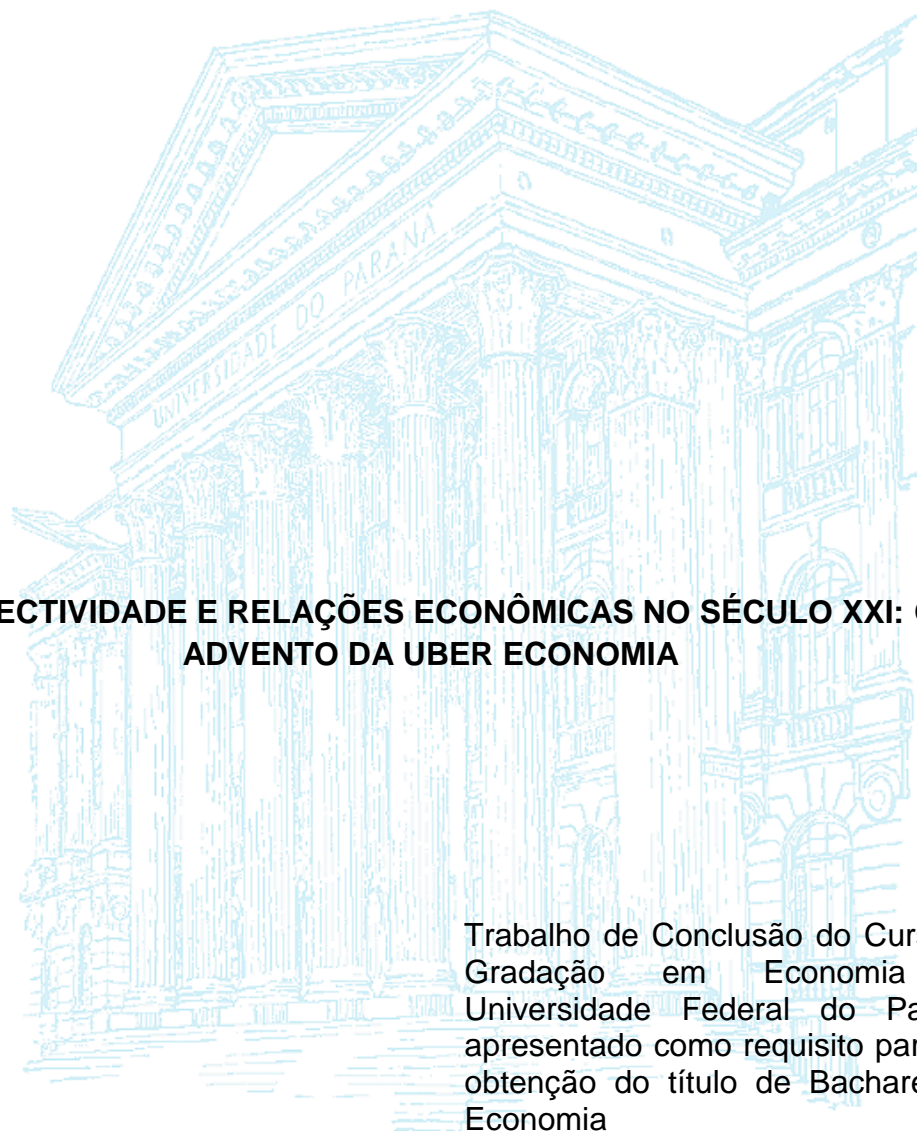 UNIVERSIDADE DO PARANÁ
ECTIVIDADE E RELAÇÕES ECONÔMICAS NO SÉCULO XXI:
ADVENTO DA UBER ECONOMIA
Trabalho de Conclusão do Cur
Gradação em Economia
Universidade Federal do Pa
apresentado como requisito par
obtenção do título de Bachare
Economia